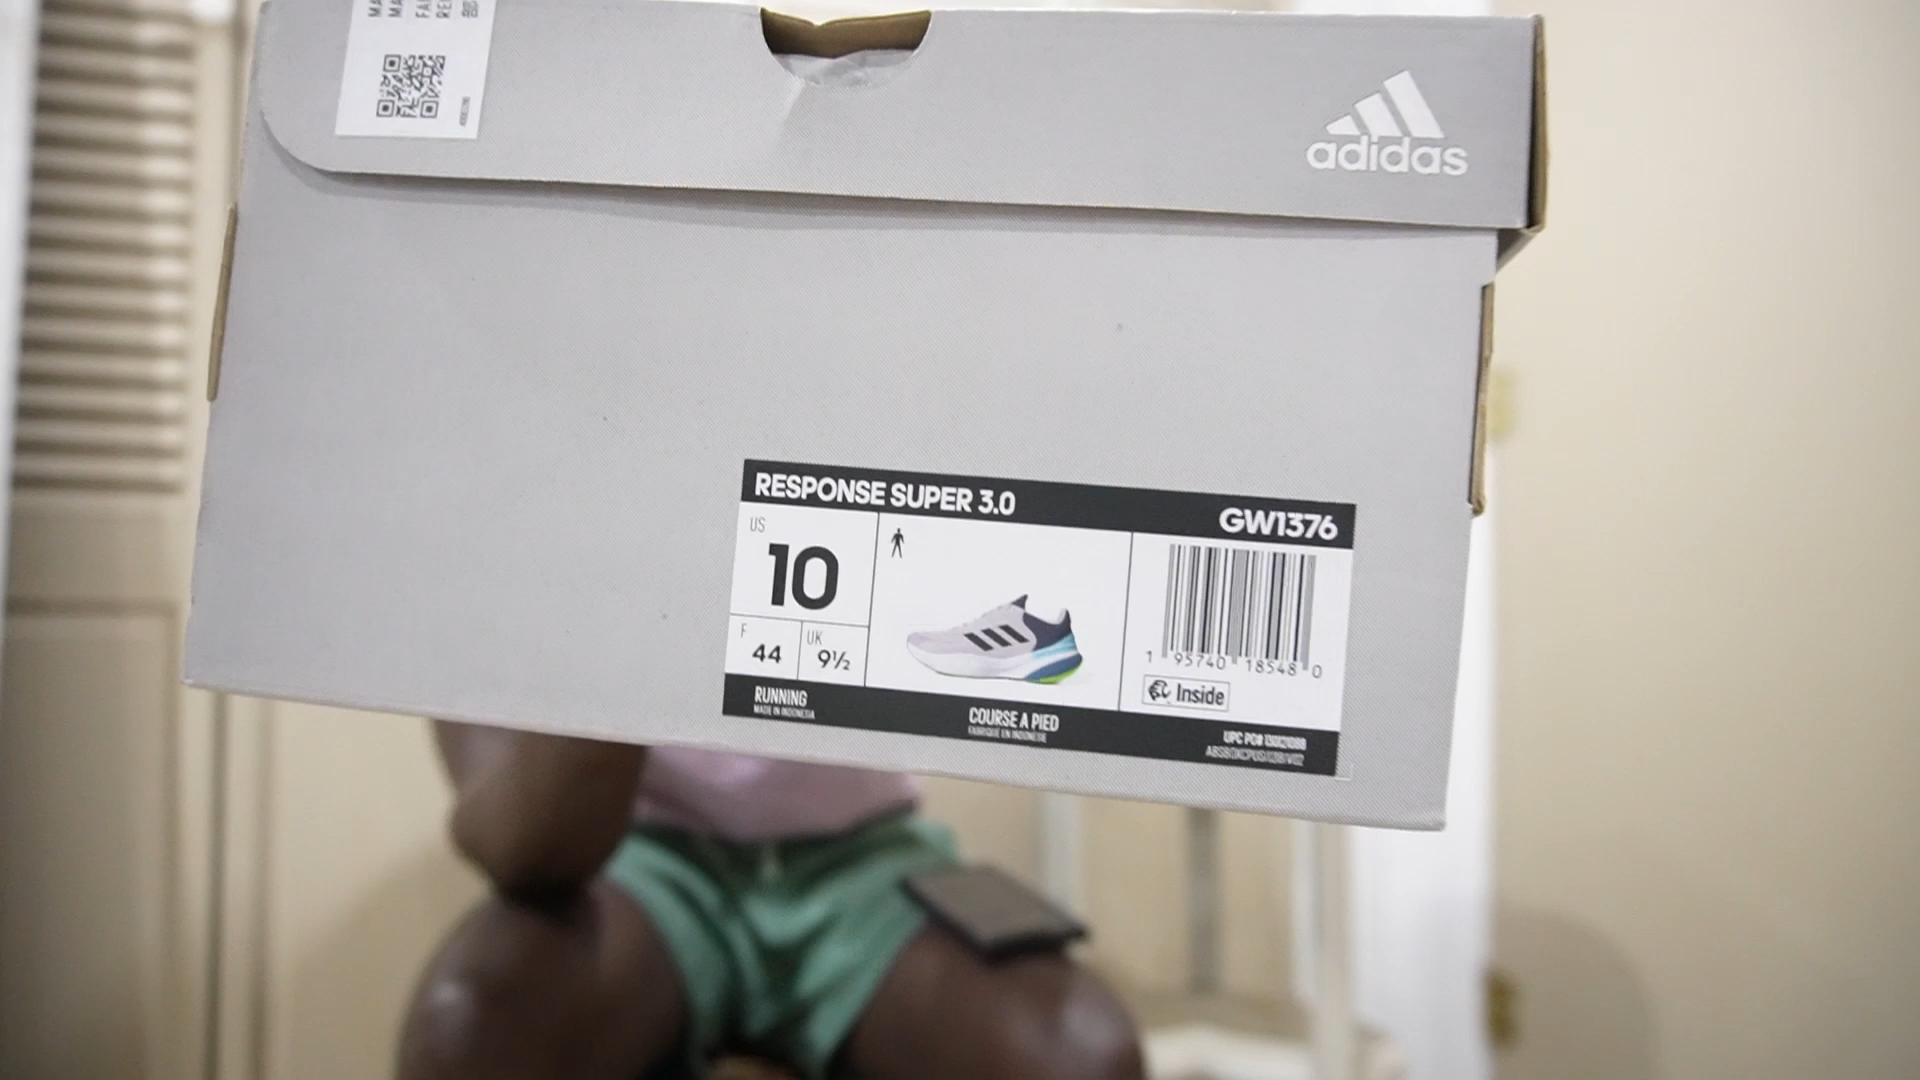 adidas
RESPONSE SUPER 3.0
GW1376
US
10
F
44
UK
9½
1 95740 18548 0
Inside
RUNNING
MADE IN INDONESIA
COURSE A PIED
FABRIQUE EN INDONESIE